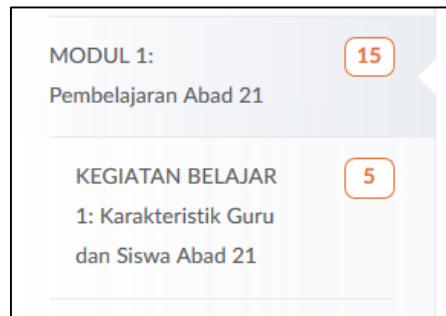 MODUL 1: 15
Pembelajaran Abad 21
KEGIATAN BELAJAR 5
1: Karakteristik Guru
dan Siswa Abad 21